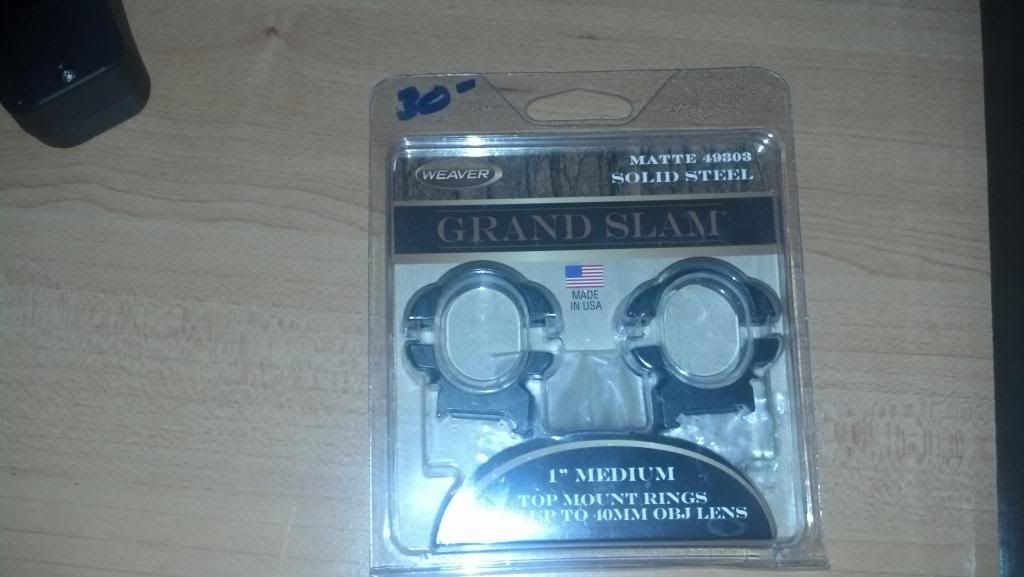 30-
WEAVER
MATTE 49303
SOLID STEEL
GRAND SLAM
MADE
IN USA
1" MEDIUM
TOP MOUNT RINGS
UP TO 40MM OBJ LENS